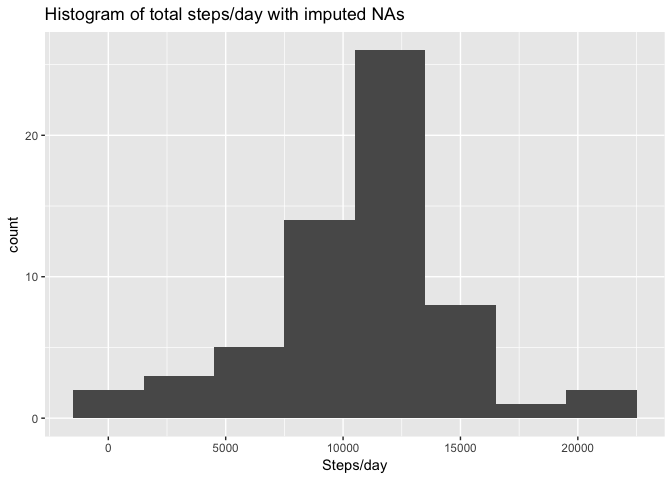 Histogram of total steps/day with imputed NAs
count
20
10
0
0 5000 10000 15000 20000
Steps/day